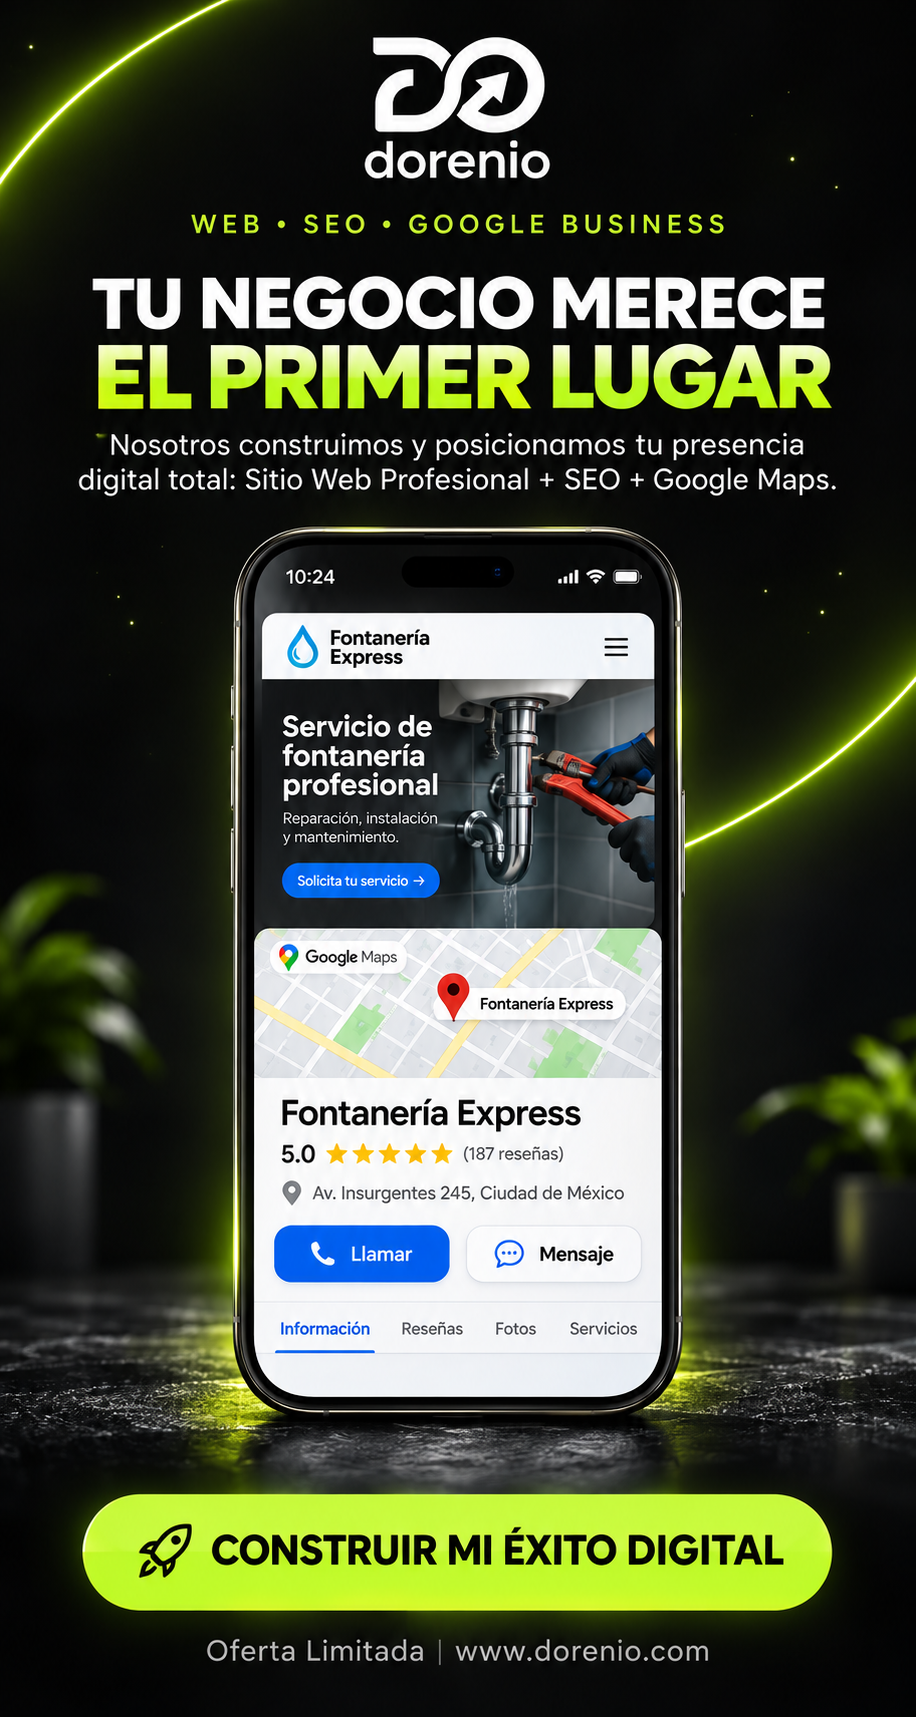 dorenio
WEB • SEO • GOOGLE BUSINESS
TU NEGOCIO MERECE
EL PRIMER LUGAR
Nosotros construimos y posicionamos tu presencia
digital total: Sitio Web Profesional + SEO + Google Maps.
10:24
Fontanería
Express
Servicio de
fontanería
profesional
Reparación, instalación
y mantenimiento.
Solicita tu servicio →
Google Maps
Fontanería Express
Fontanería Express
5.0 ★★★★★ (187 reseñas)
Av. Insurgentes 245, Ciudad de México
Llamar Mensaje
Información Reseñas Fotos Servicios
CONSTRUIR MI ÉXITO DIGITAL
Oferta Limitada | www.dorenio.com